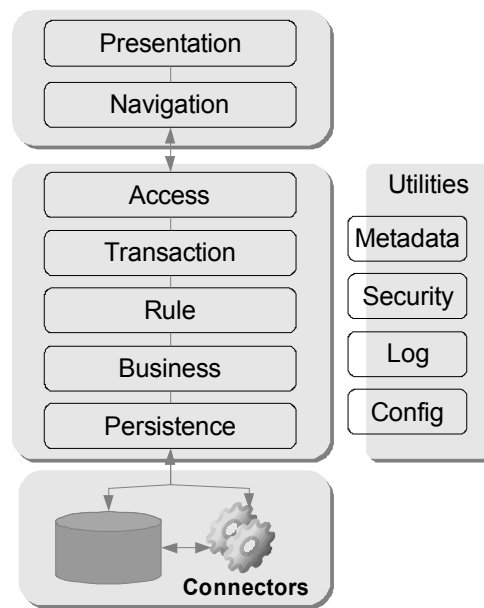 Presentation
Navigation
Access
Transaction
Rule
Business
Persistence
Utilities
Metadata
Security
Log
Config
Connectors